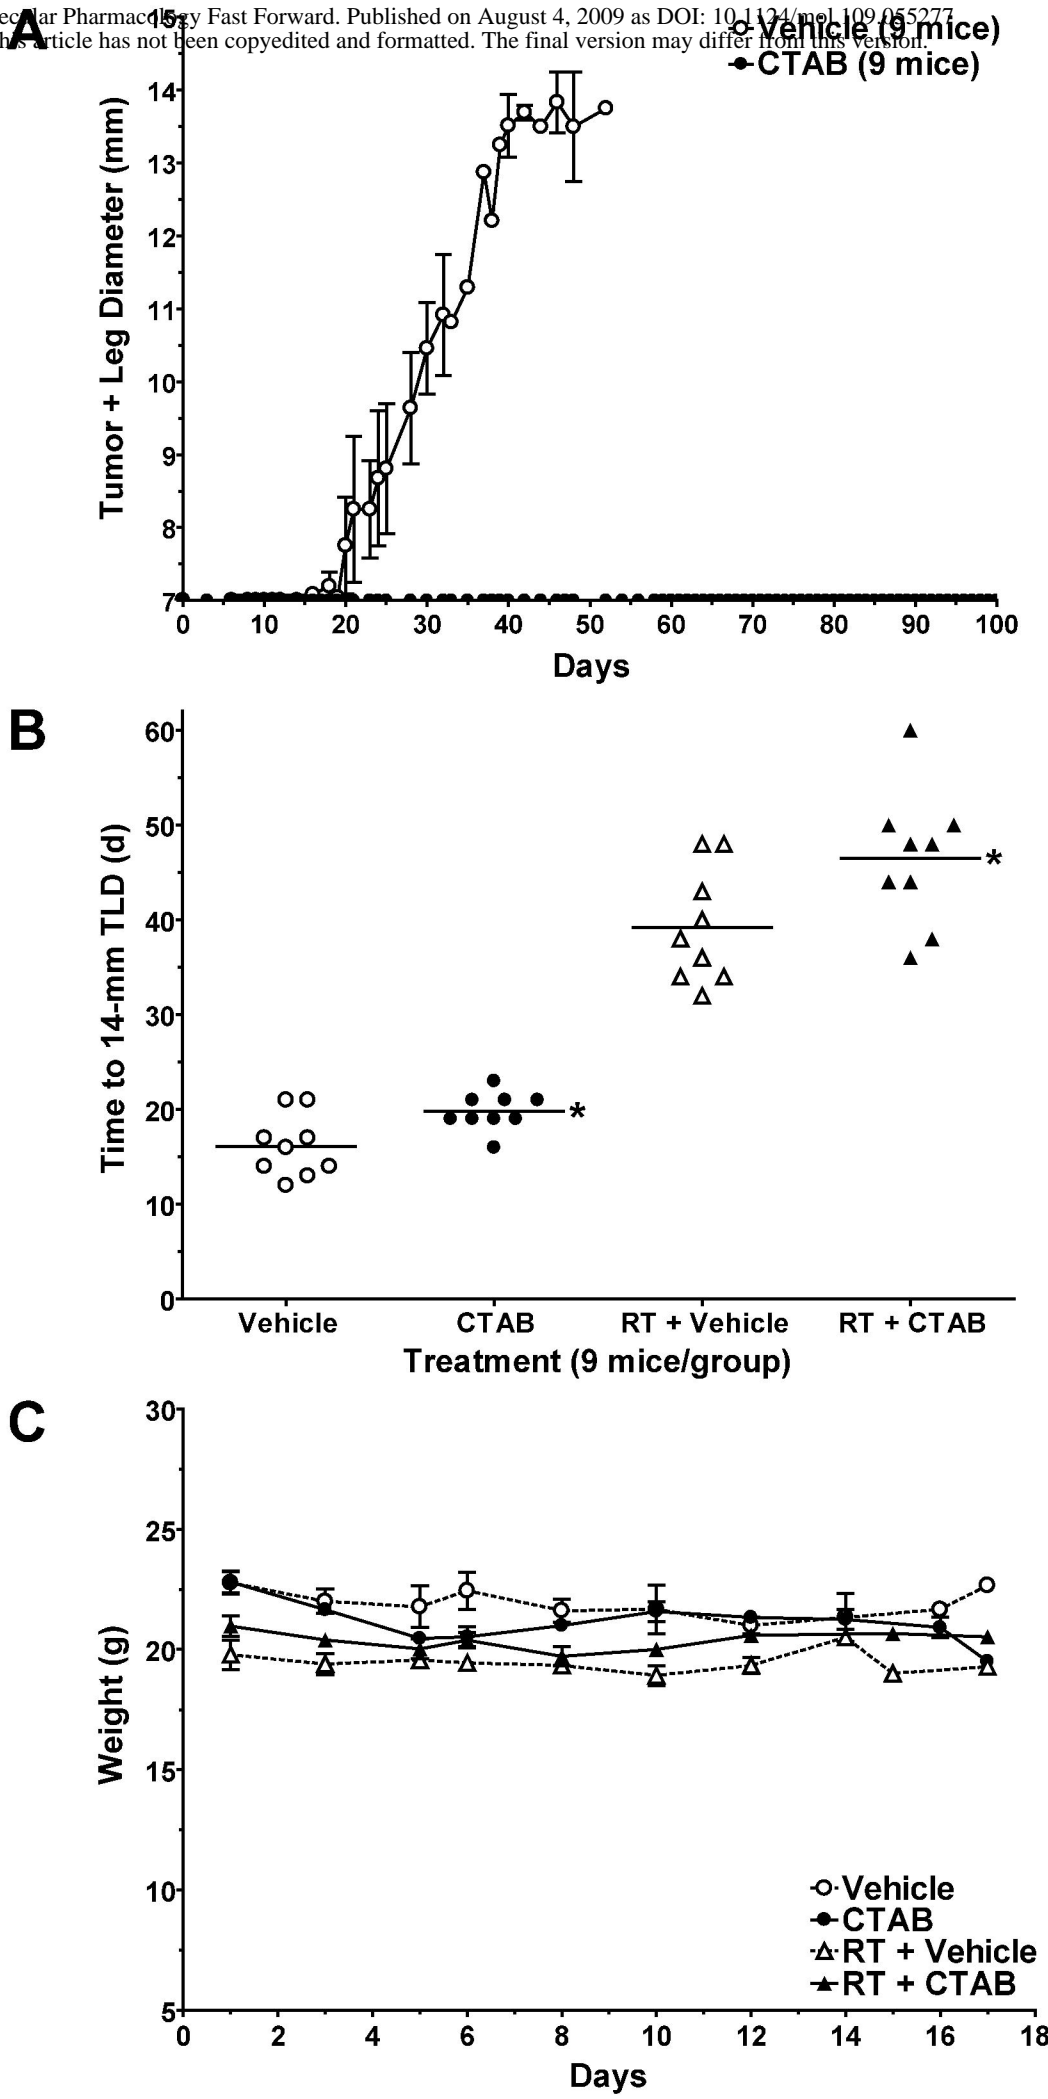 ecular Pharmacology Fast Forward. Published on August 4, 2009 as DOI: 10.1124/mol.109.055277
his article has not been copyedited and formatted. The final version may differ from this version.
A
Vehicle (9 mice)
CTAB (9 mice)
15
14
13
12
11
10
9
8
7
Tumor + Leg Diameter (mm)
0 10 20 30 40 50 60 70 80 90 100
Days
B
60
50
40
30
20
10
0
Time to 14-mm TLD (d)
*
*
Vehicle CTAB RT + Vehicle RT + CTAB
Treatment (9 mice/group)
C
30
25
20
15
10
5
Weight (g)
Vehicle
CTAB
RT + Vehicle
RT + CTAB
0 2 4 6 8 10 12 14 16 18
Days